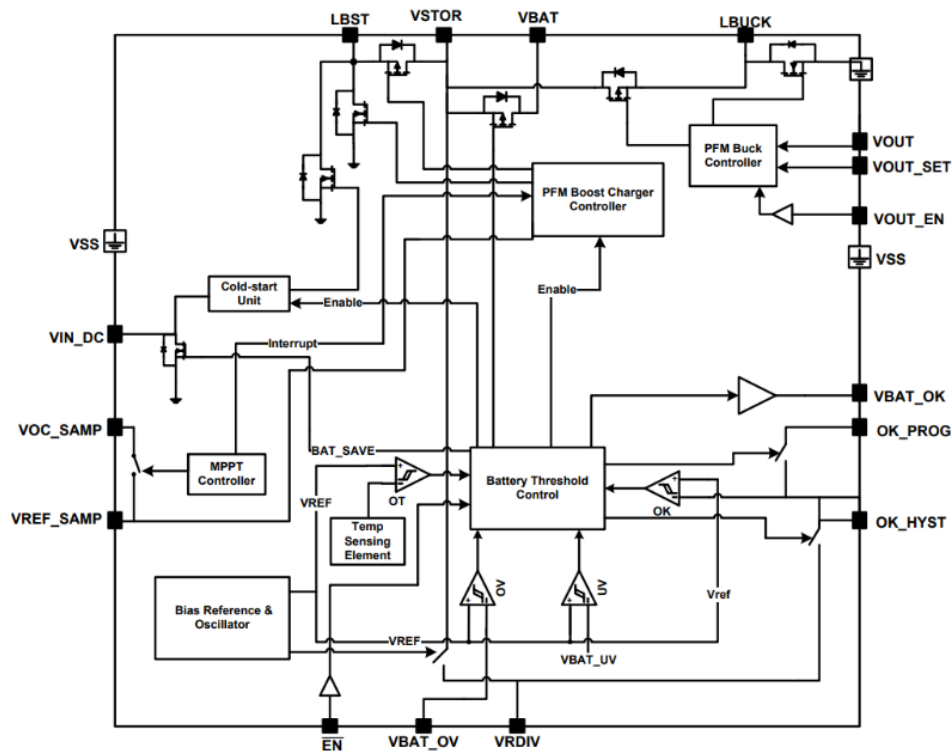 LBST
VSTOR
VBAT
LBUCK
VOUT
VOUT_SET
VOUT_EN
PFM Buck
Controller
PFM Boost Charger
Controller
VSS
VSS
Cold-start
Unit
Enable
Enable
VIN_DC
Interrupt
VBAT_OK
VOC_SAMP
OK_PROG
BAT_SAVE
MPPT
Controller
+
-
OT
VREF
Battery Threshold
Control
+
-
OK
VREF_SAMP
OK_HYST
Temp
Sensing
Element
Bias Reference &
Oscillator
+
-
OV
+
-
UV
Vref
VREF
VBAT_UV
EN
VBAT_OV
VRDIV